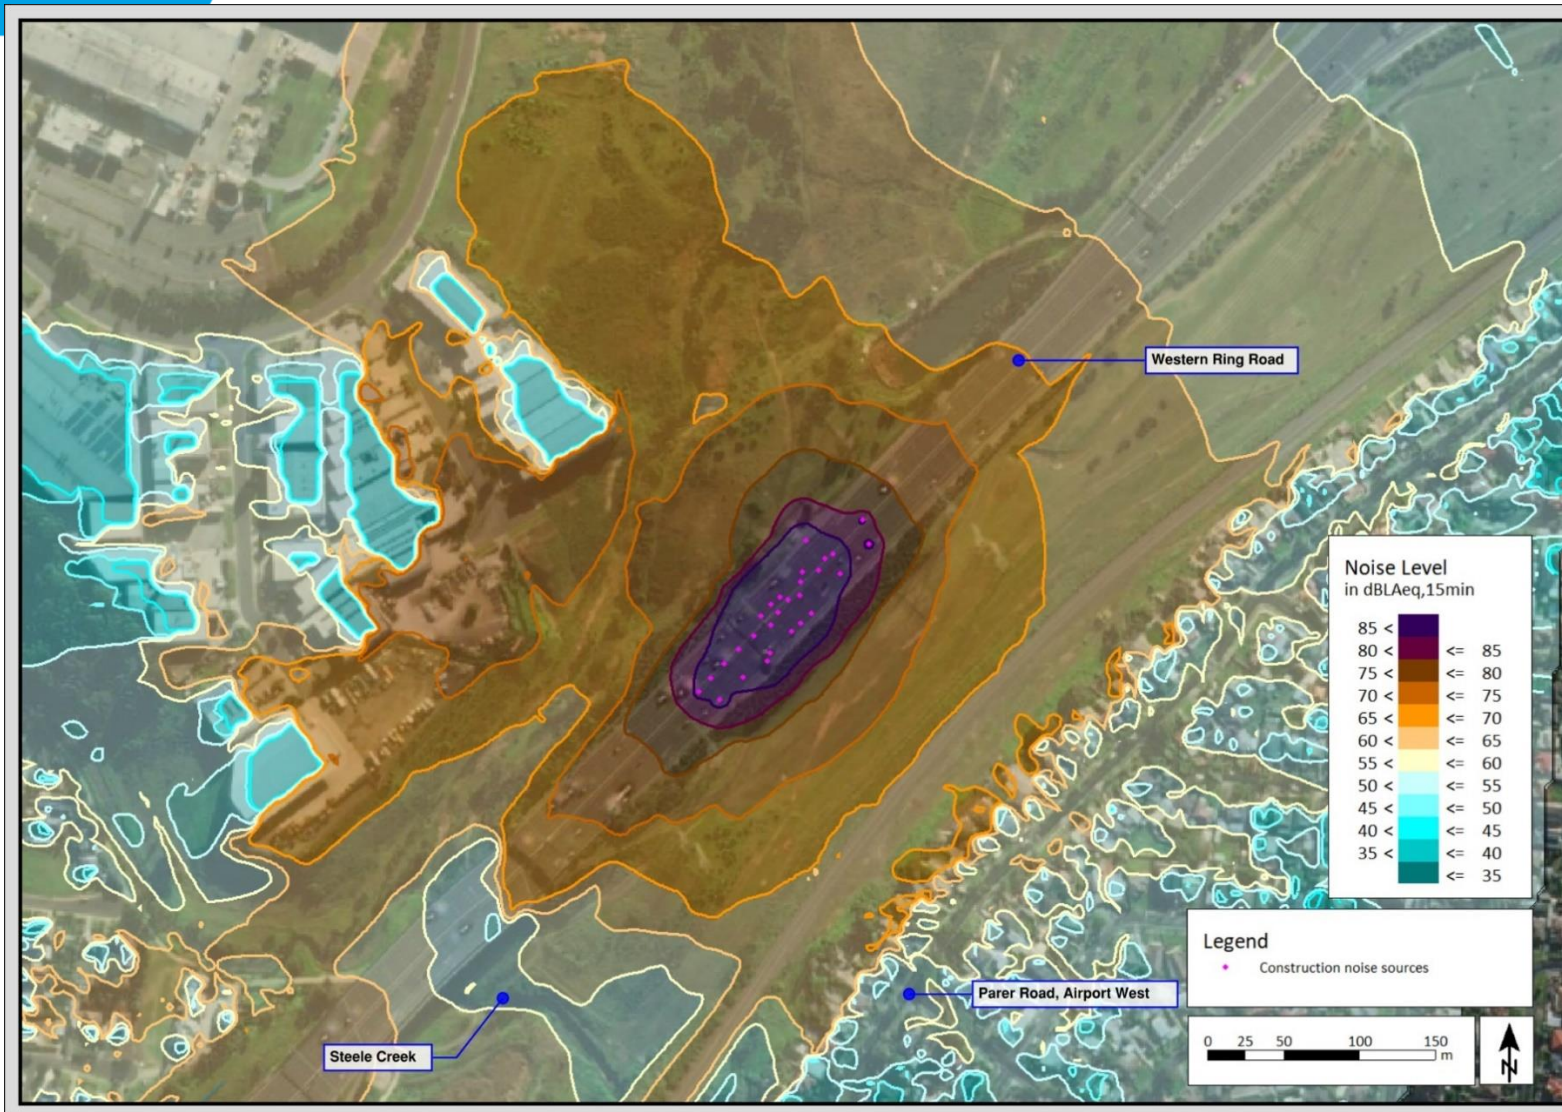 Western Ring Road
Noise Level
in dBLAeq,15min
85 <
80 < <= 85
75 < <= 80
70 < <= 75
65 < <= 70
60 < <= 65
55 < <= 60
50 < <= 55
45 < <= 50
40 < <= 45
35 < <= 40
<= 35
Legend
Construction noise sources
Parer Road, Airport West
Steele Creek
0 25 50 100 150
m
N